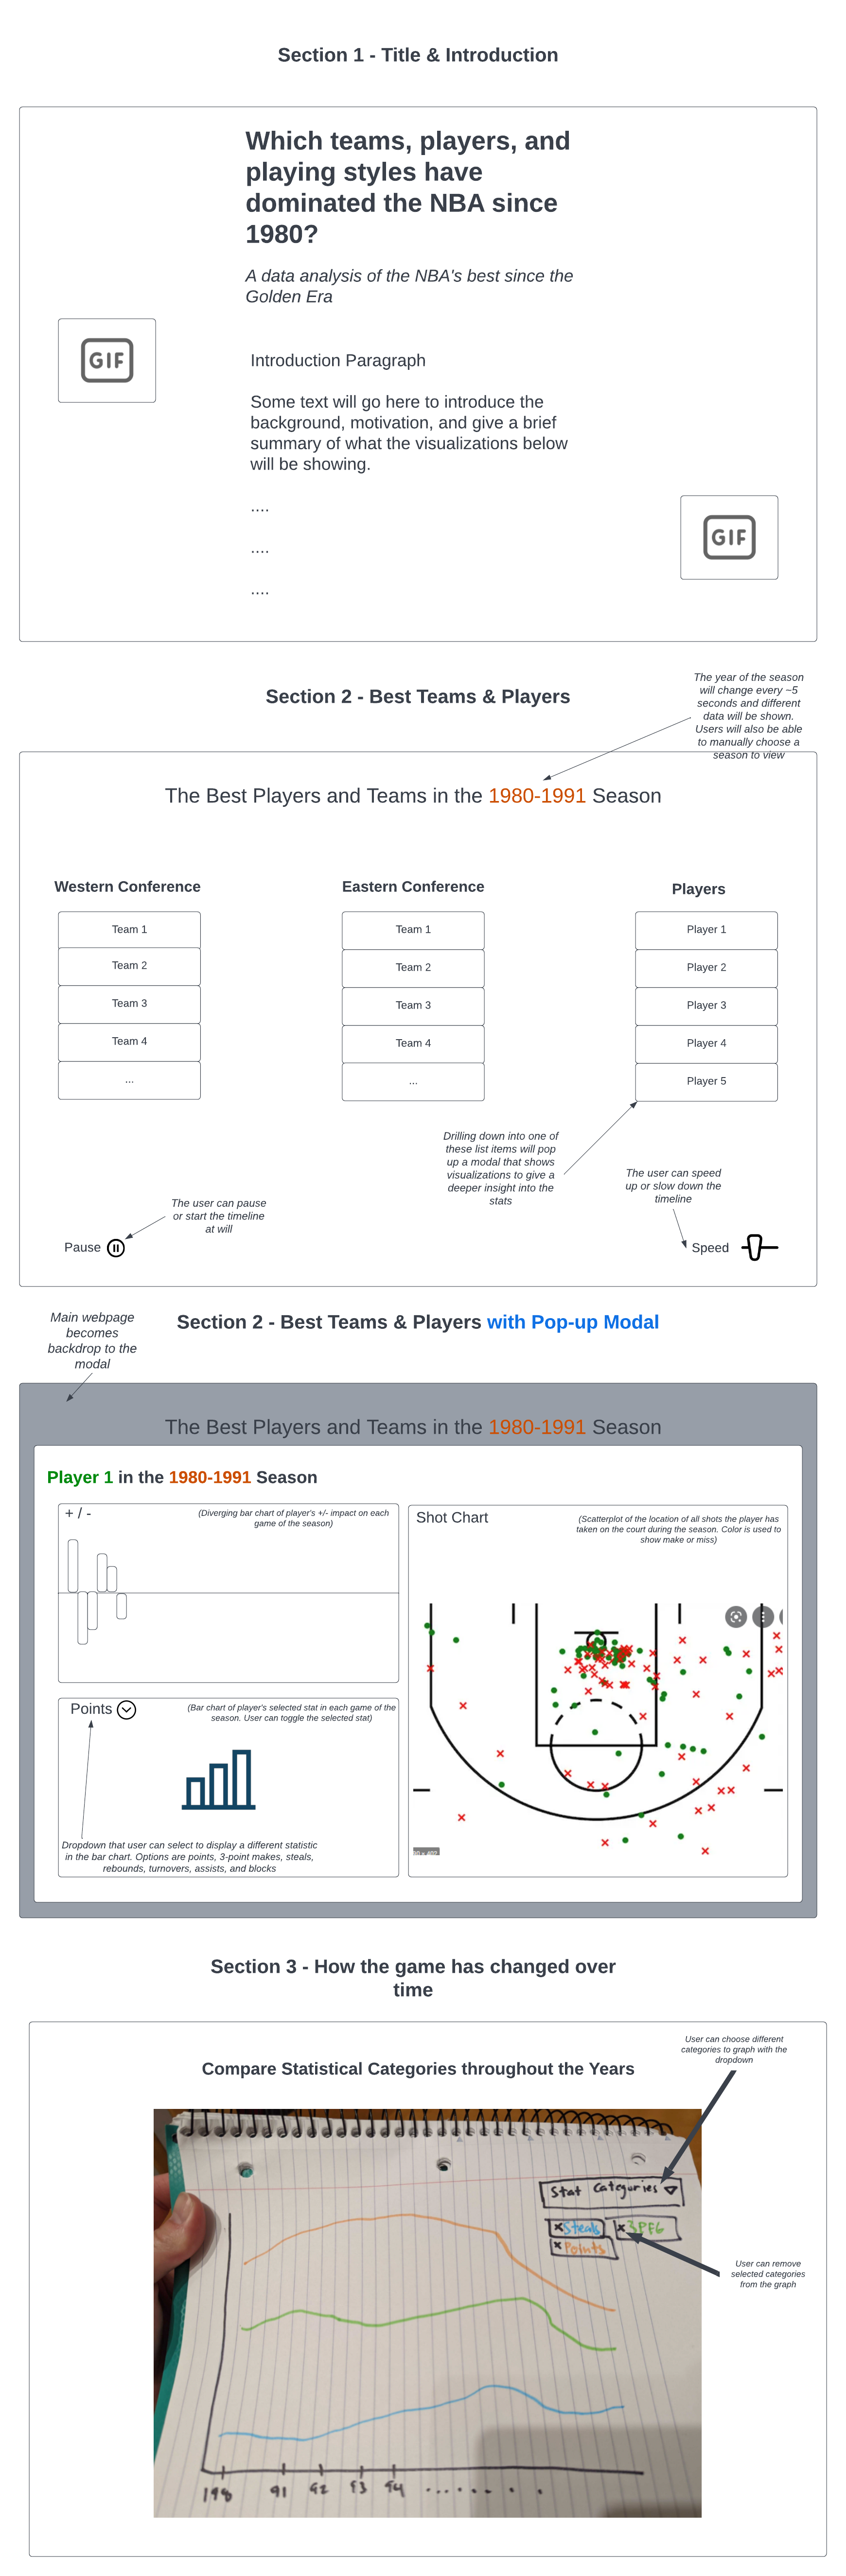 Section 1 - Title & Introduction
Which teams, players, and
playing styles have
dominated the NBA since
1980?
A data analysis of the NBA's best since the
Golden Era
GIF
Introduction Paragraph
Some text will go here to introduce the
background, motivation, and give a brief
summary of what the visualizations below
will be showing.
....
GIF
....
....
Section 2 - Best Teams & Players
The year of the season
will change every ~5
seconds and different
data will be shown.
Users will also be able
to manually choose a
season to view
The Best Players and Teams in the 1980-1991 Season
Western Conference
Team 1
Team 2
Team 3
Team 4
...
Eastern Conference
Team 1
Team 2
Team 3
Team 4
...
Players
Player 1
Player 2
Player 3
Player 4
Player 5
Drilling down into one of
these list items will pop
up a modal that shows
visualizations to give a
deeper insight into the
stats
The user can speed
up or slow down the
timeline
The user can pause
or start the timeline
at will
Pause
Speed
Main webpage
becomes
backdrop to the
modal
Section 2 - Best Teams & Players with Pop-up Modal
The Best Players and Teams in the 1980-1991 Season
Player 1 in the 1980-1991 Season
+ / -
(Diverging bar chart of player's +/- impact on each
game of the season)
Shot Chart
(Scatterplot of the location of all shots the player has
taken on the court during the season. Color is used to
show make or miss)
Points
(Bar chart of player's selected stat in each game of the
season. User can toggle the selected stat)
Dropdown that user can select to display a different statistic
in the bar chart. Options are points, 3-point makes, steals,
rebounds, turnovers, assists, and blocks
Section 3 - How the game has changed over
time
User can choose different
categories to graph with the
dropdown
Compare Statistical Categories throughout the Years
Stat Categories
x Steals
x 3PFG
x Points
User can remove
selected categories
from the graph
91 92 93 94 . . . . . . . .